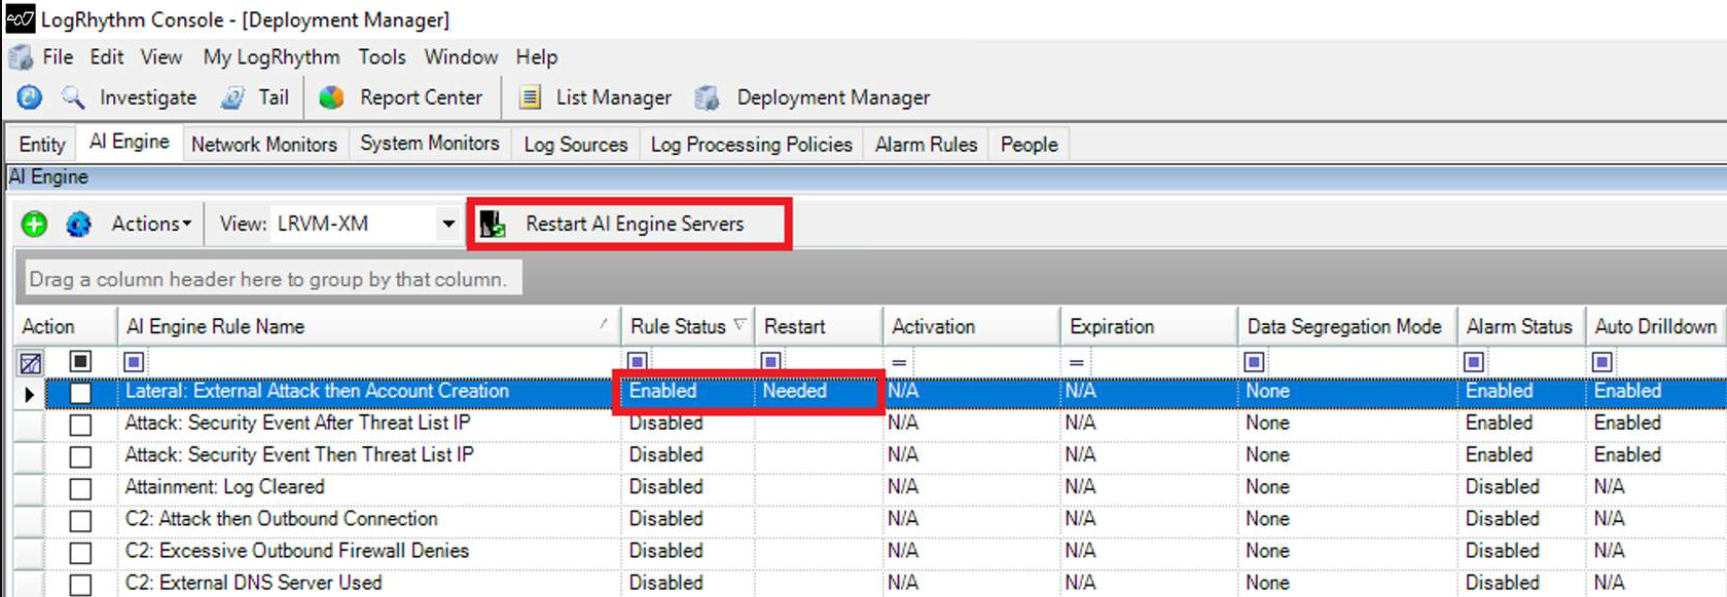 LogRhythm Console - [Deployment Manager]
File Edit View My LogRhythm Tools Window Help
Investigate Tail Report Center List Manager Deployment Manager
Entity AI Engine Network Monitors System Monitors Log Sources Log Processing Policies Alarm Rules People
AI Engine
Actions View: LRVM-XM Restart AI Engine Servers
Drag a column header here to group by that column.
Action AI Engine Rule Name Rule Status Restart Activation Expiration Data Segregation Mode Alarm Status Auto Drilldown
= =
Lateral: External Attack then Account Creation Enabled Needed N/A N/A None Enabled Enabled
Attack: Security Event After Threat List IP Disabled N/A N/A None Enabled Enabled
Attack: Security Event Then Threat List IP Disabled N/A N/A None Enabled Enabled
Attainment: Log Cleared Disabled N/A N/A None Disabled N/A
C2: Attack then Outbound Connection Disabled N/A N/A None Disabled N/A
C2: Excessive Outbound Firewall Denies Disabled N/A N/A None Disabled N/A
C2: External DNS Server Used Disabled N/A N/A None Disabled N/A